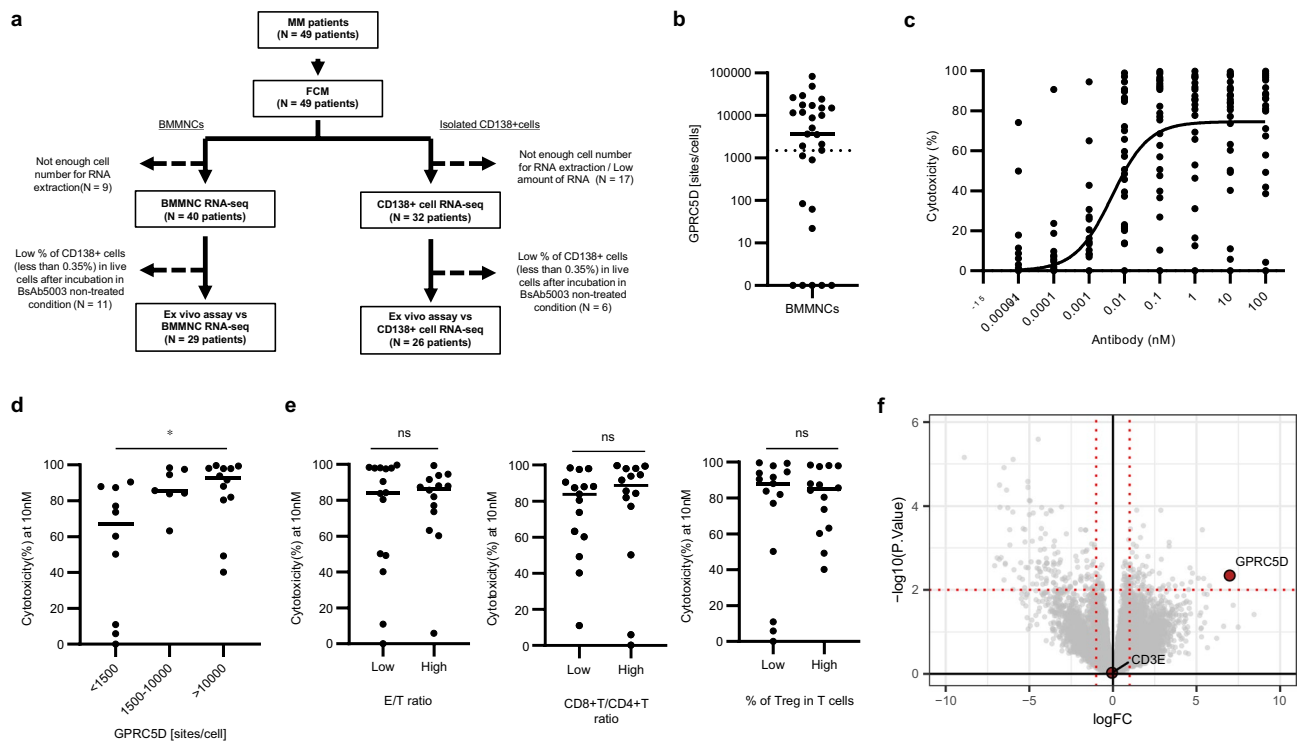 a
MM patients
(N = 49 patients)
FCM
(N = 49 patients)
BMMNCs
Isolated CD138+cells
Not enough cell
number for RNA
extraction(N = 9)
Not enough cell number
for RNA extraction / Low
amount of RNA (N = 17)
BMMNC RNA-seq
(N = 40 patients)
CD138+ cell RNA-seq
(N = 32 patients)
Low % of CD138+ cells
(less than 0.35%) in live
cells after incubation in
BsAb5003 non-treated
condition (N = 11)
Low % of CD138+ cells
(less than 0.35%) in live
cells after incubation in
BsAb5003 non-treated
condition (N = 6)
Ex vivo assay vs
BMMNC RNA-seq
(N = 29 patients)
Ex vivo assay vs
CD138+ cell RNA-seq
(N = 26 patients)
b
GPRC5D [sites/cells]
100000
10000
1000
100
10
0
BMMNCs
c
Cytotoxicity (%)
100
80
60
40
20
0
-15
0.0001
0.001
0.01
0.1
1
10
100
Antibody (nM)
d
*
Cytotoxicity(%) at 10nM
100
80
60
40
20
0
<1500
1500-10000
>10000
GPRC5D [sites/cell]
e
ns
Cytotoxicity(%) at 10nM
100
80
60
40
20
0
Low
High
E/T ratio
ns
Cytotoxicity(%) at 10nM
100
80
60
40
20
0
Low
High
CD8+T/CD4+T
ratio
ns
Cytotoxicity(%) at 10nM
100
80
60
40
20
0
Low
High
% of Treg in T cells
f
−log10(P.Value)
6
4
2
0
GPRC5D
CD3E
−10
−5
0
5
10
logFC